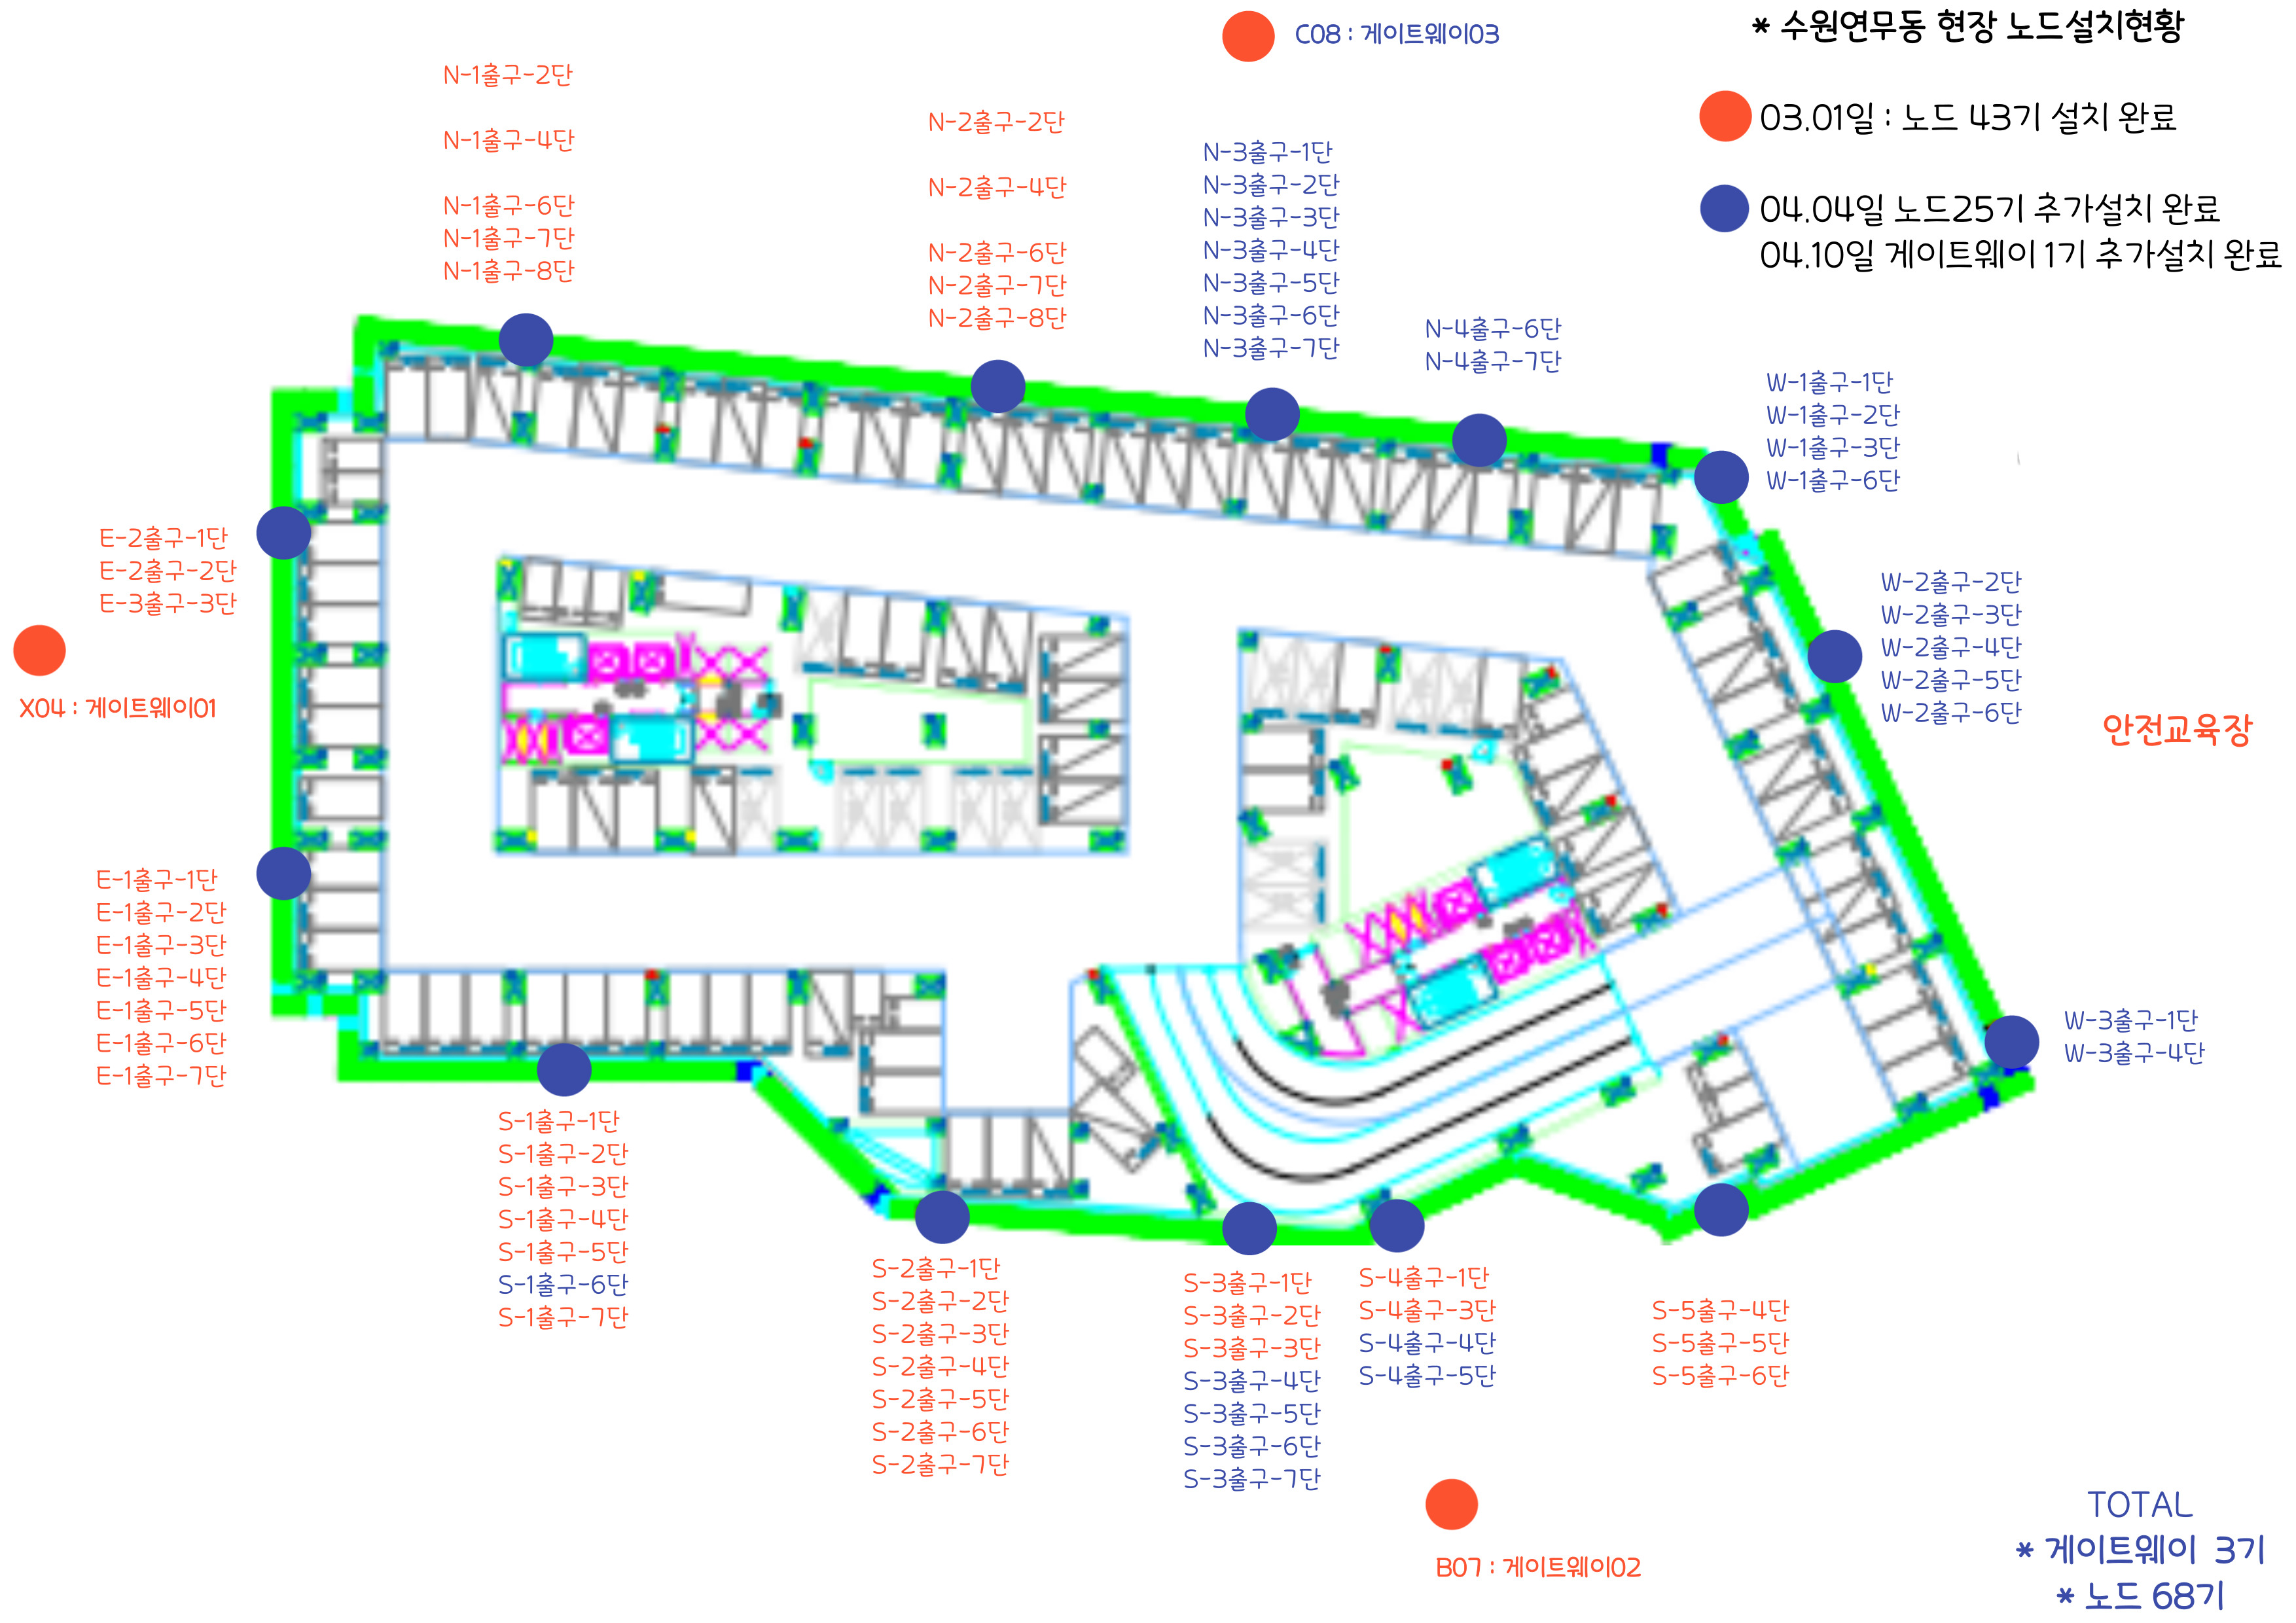 * 수원연무동 현장 노드설치현황
03.01일 : 노드 43기 설치 완료
04.04일 노드25기 추가설치 완료
04.10일 게이트웨이 1기 추가설치 완료
C08 : 게이트웨이03
N-1출구-2단
N-1출구-4단
N-1출구-6단
N-1출구-7단
N-1출구-8단
N-2출구-2단
N-2출구-4단
N-2출구-6단
N-2출구-7단
N-2출구-8단
N-3출구-1단
N-3출구-2단
N-3출구-3단
N-3출구-4단
N-3출구-5단
N-3출구-6단
N-3출구-7단
N-4출구-6단
N-4출구-7단
W-1출구-1단
W-1출구-2단
W-1출구-3단
W-1출구-6단
E-2출구-1단
E-2출구-2단
E-3출구-3단
X04 : 게이트웨이01
W-2출구-2단
W-2출구-3단
W-2출구-4단
W-2출구-5단
W-2출구-6단
안전교육장
E-1출구-1단
E-1출구-2단
E-1출구-3단
E-1출구-4단
E-1출구-5단
E-1출구-6단
E-1출구-7단
W-3출구-1단
W-3출구-4단
S-1출구-1단
S-1출구-2단
S-1출구-3단
S-1출구-4단
S-1출구-5단
S-1출구-6단
S-1출구-7단
S-2출구-1단
S-2출구-2단
S-2출구-3단
S-2출구-4단
S-2출구-5단
S-2출구-6단
S-2출구-7단
S-3출구-1단
S-3출구-2단
S-3출구-3단
S-3출구-4단
S-3출구-5단
S-3출구-6단
S-3출구-7단
S-4출구-1단
S-4출구-3단
S-4출구-4단
S-4출구-5단
S-5출구-4단
S-5출구-5단
S-5출구-6단
B07 : 게이트웨이02
TOTAL
* 게이트웨이 3기
* 노드 68기